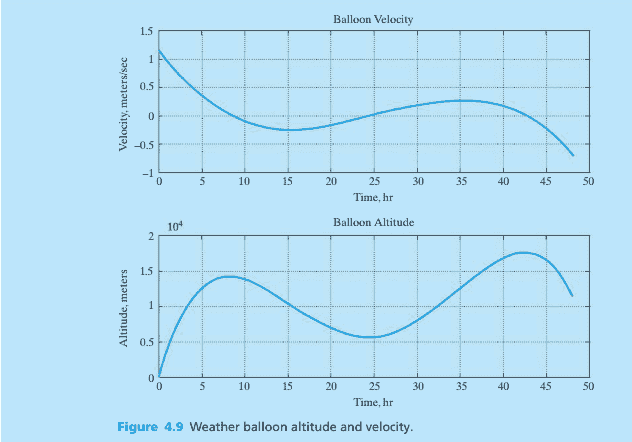 Balloon Velocity
1.5
1
0.5
0
−0.5
−1
Velocity, meters/sec
0 5 10 15 20 25 30 35 40 45 50
Time, hr
Balloon Altitude
10⁴
2
1.5
1
0.5
0
Altitude, meters
0 5 10 15 20 25 30 35 40 45 50
Time, hr
Figure 4.9 Weather balloon altitude and velocity.